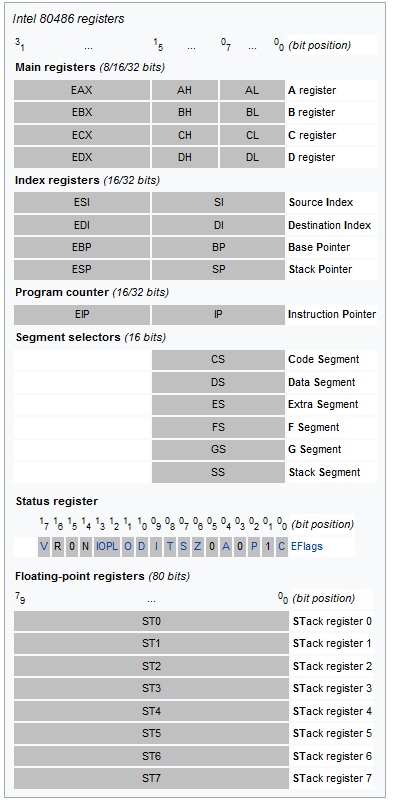 Intel 80486 registers
31 ... 15 ... 07 ... 00 (bit position)
Main registers (8/16/32 bits)
EAX AH AL A register
EBX BH BL B register
ECX CH CL C register
EDX DH DL D register
Index registers (16/32 bits)
ESI SI Source Index
EDI DI Destination Index
EBP BP Base Pointer
ESP SP Stack Pointer
Program counter (16/32 bits)
EIP IP Instruction Pointer
Segment selectors (16 bits)
CS Code Segment
DS Data Segment
ES Extra Segment
FS F Segment
GS G Segment
SS Stack Segment
Status register
17 16 15 14 13 12 11 10 09 08 07 06 05 04 03 02 01 00 (bit position)
V R 0 N IOPL O D I T S Z 0 A 0 P 1 C EFlags
Floating-point registers (80 bits)
79 ... 00 (bit position)
ST0 STack register 0
ST1 STack register 1
ST2 STack register 2
ST3 STack register 3
ST4 STack register 4
ST5 STack register 5
ST6 STack register 6
ST7 STack register 7